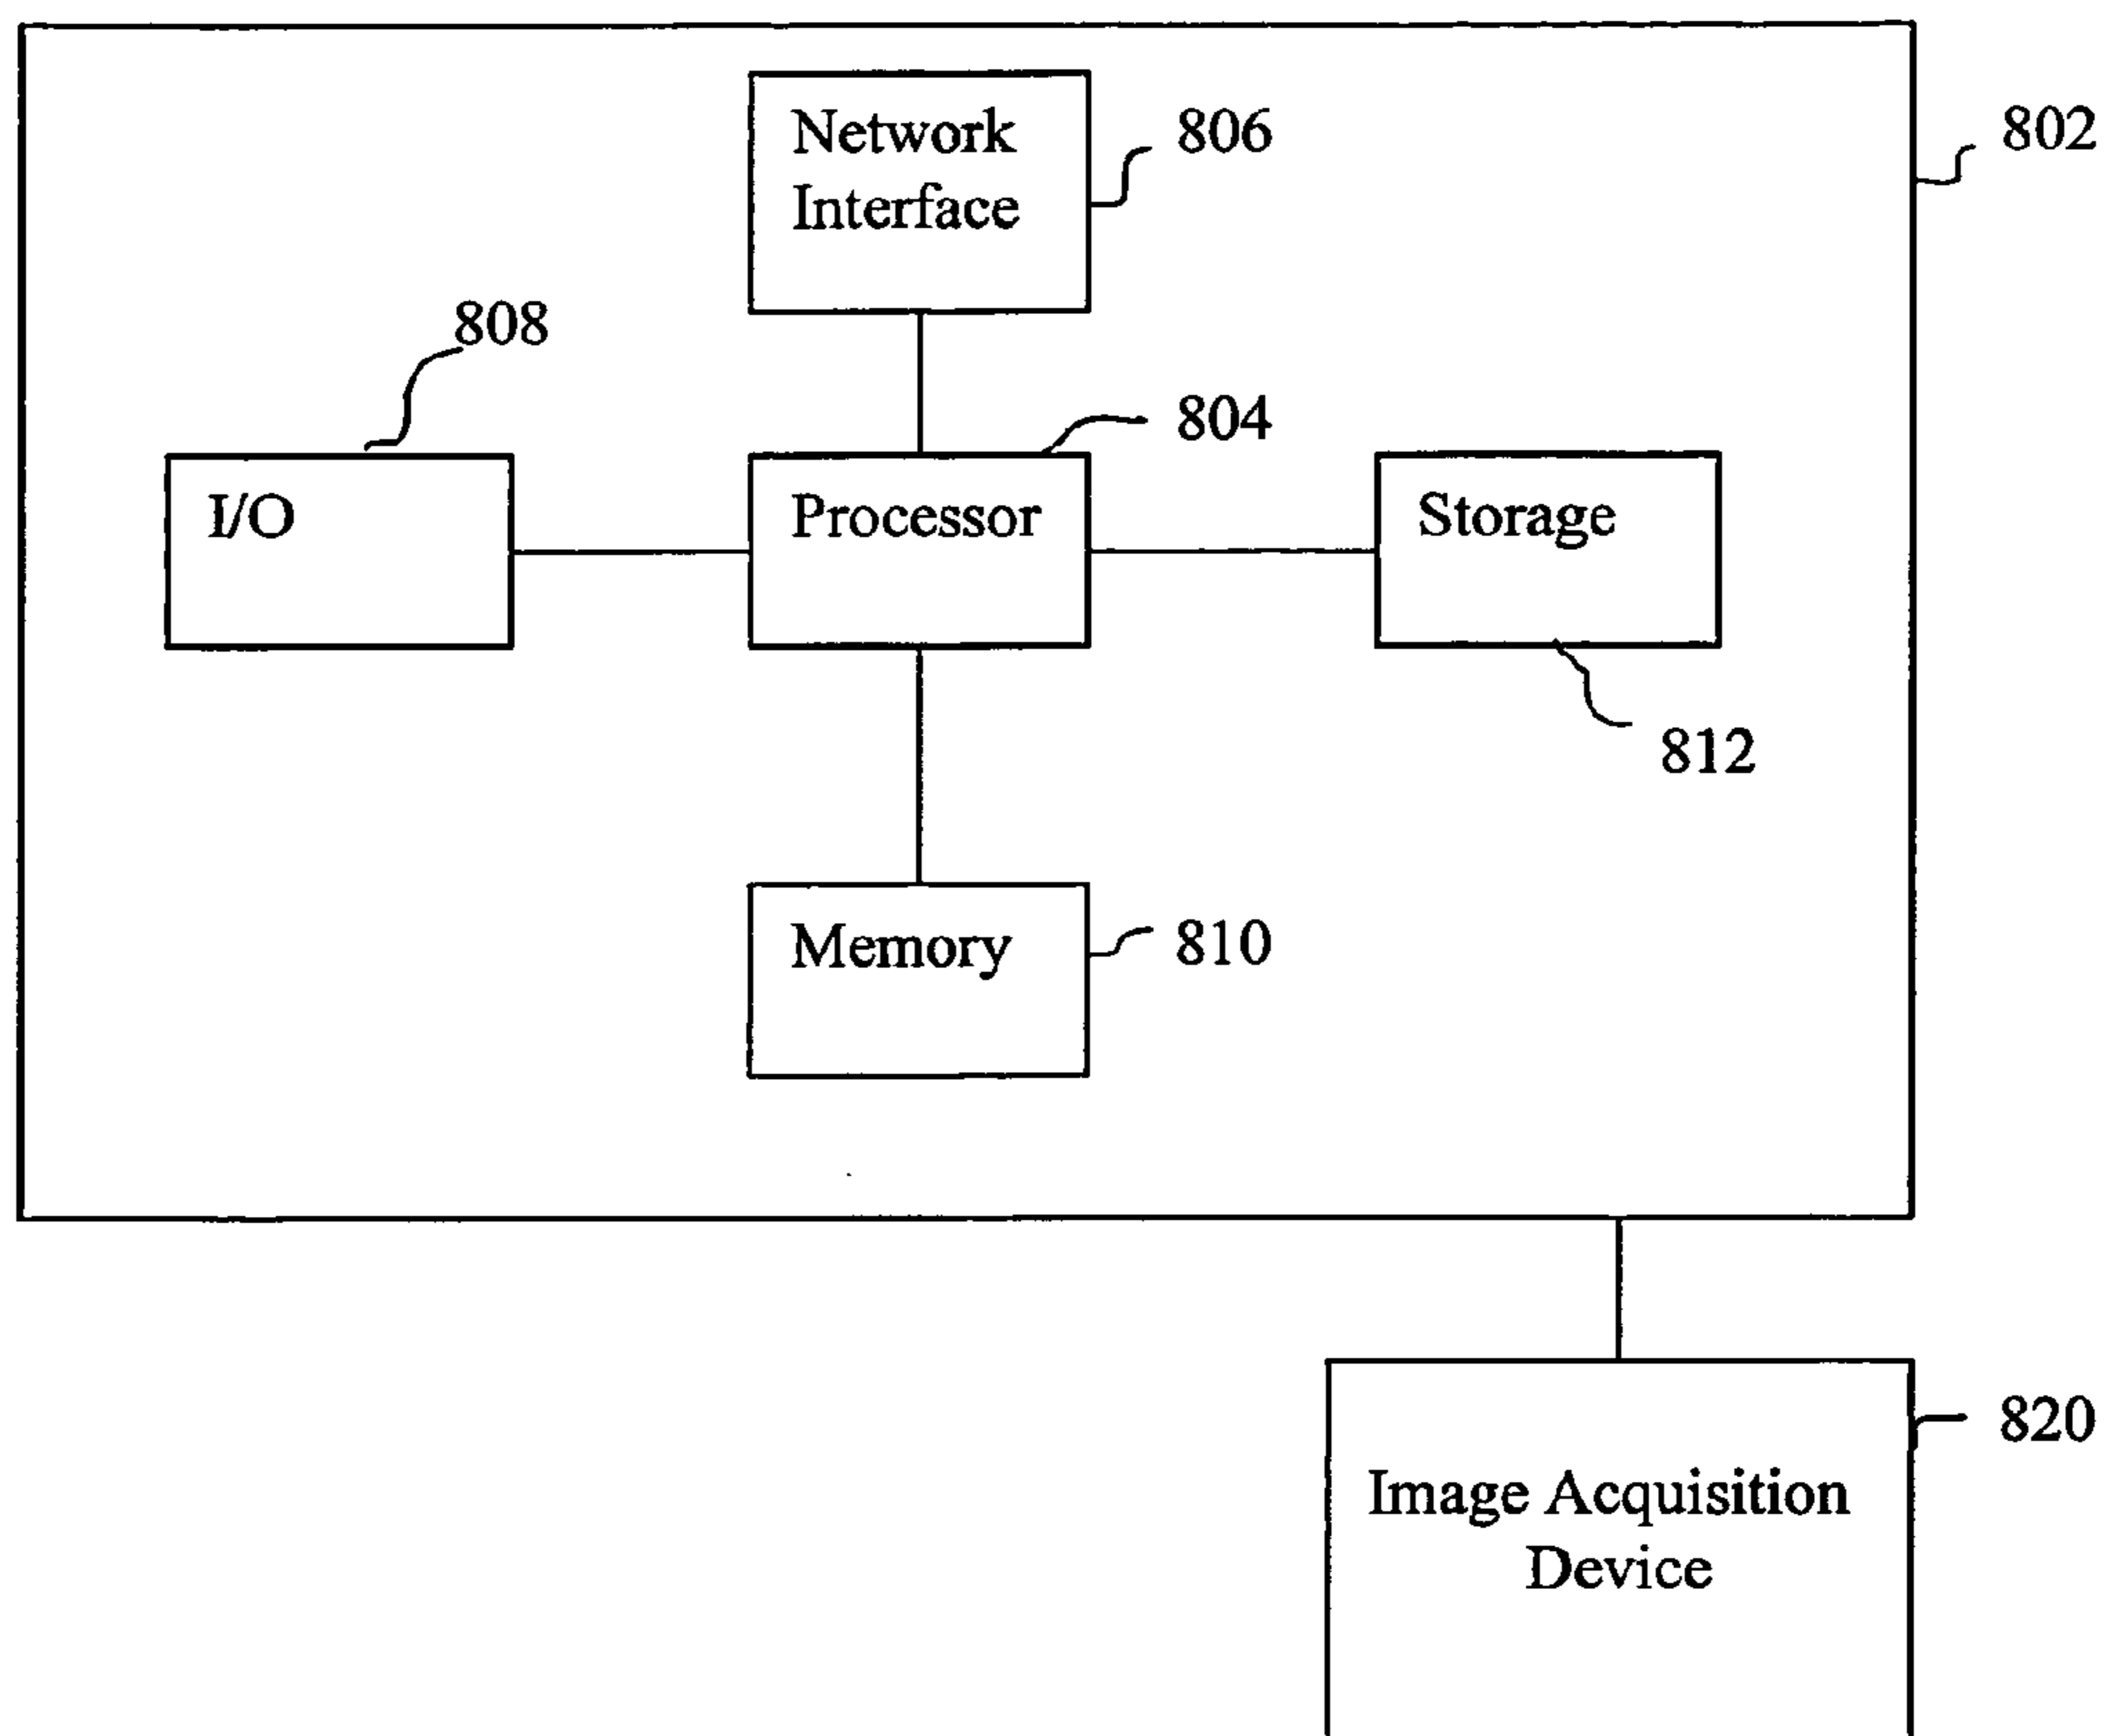 Network
Interface
806
802
808
804
I/O
Processor
Storage
812
Memory
810
820
Image Acquisition
Device